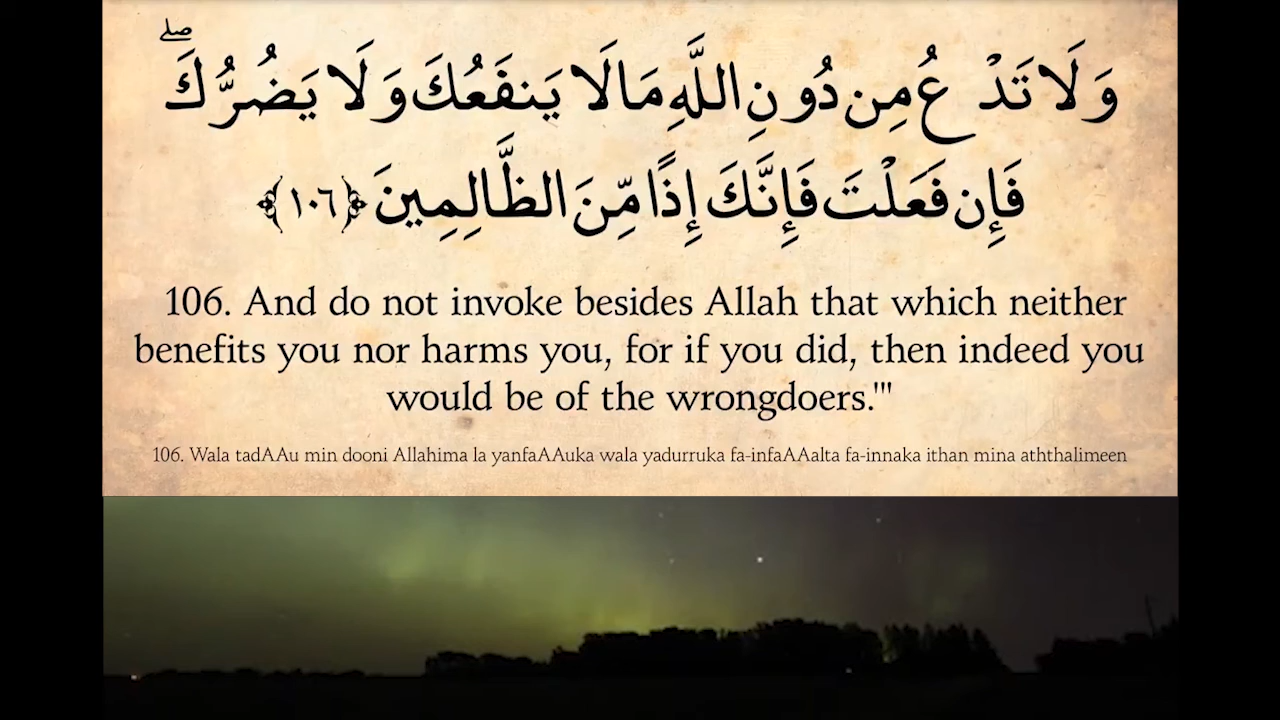 وَلَا تَدْعُ مِن دُونِ اللَّهِ مَا لَا يَنفَعُكَ وَلَا يَضُرُّكَ ۖ
فَإِن فَعَلْتَ فَإِنَّكَ إِذًا مِّنَ الظَّالِمِينَ ﴿١٠٦﴾
106. And do not invoke besides Allah that which neither
benefits you nor harms you, for if you did, then indeed you
would be of the wrongdoers."'
106. Wala tadAAu min dooni Allahima la yanfaAAuka wala yadurruka fa-infaAAalta fa-innaka ithan mina aththalimeen